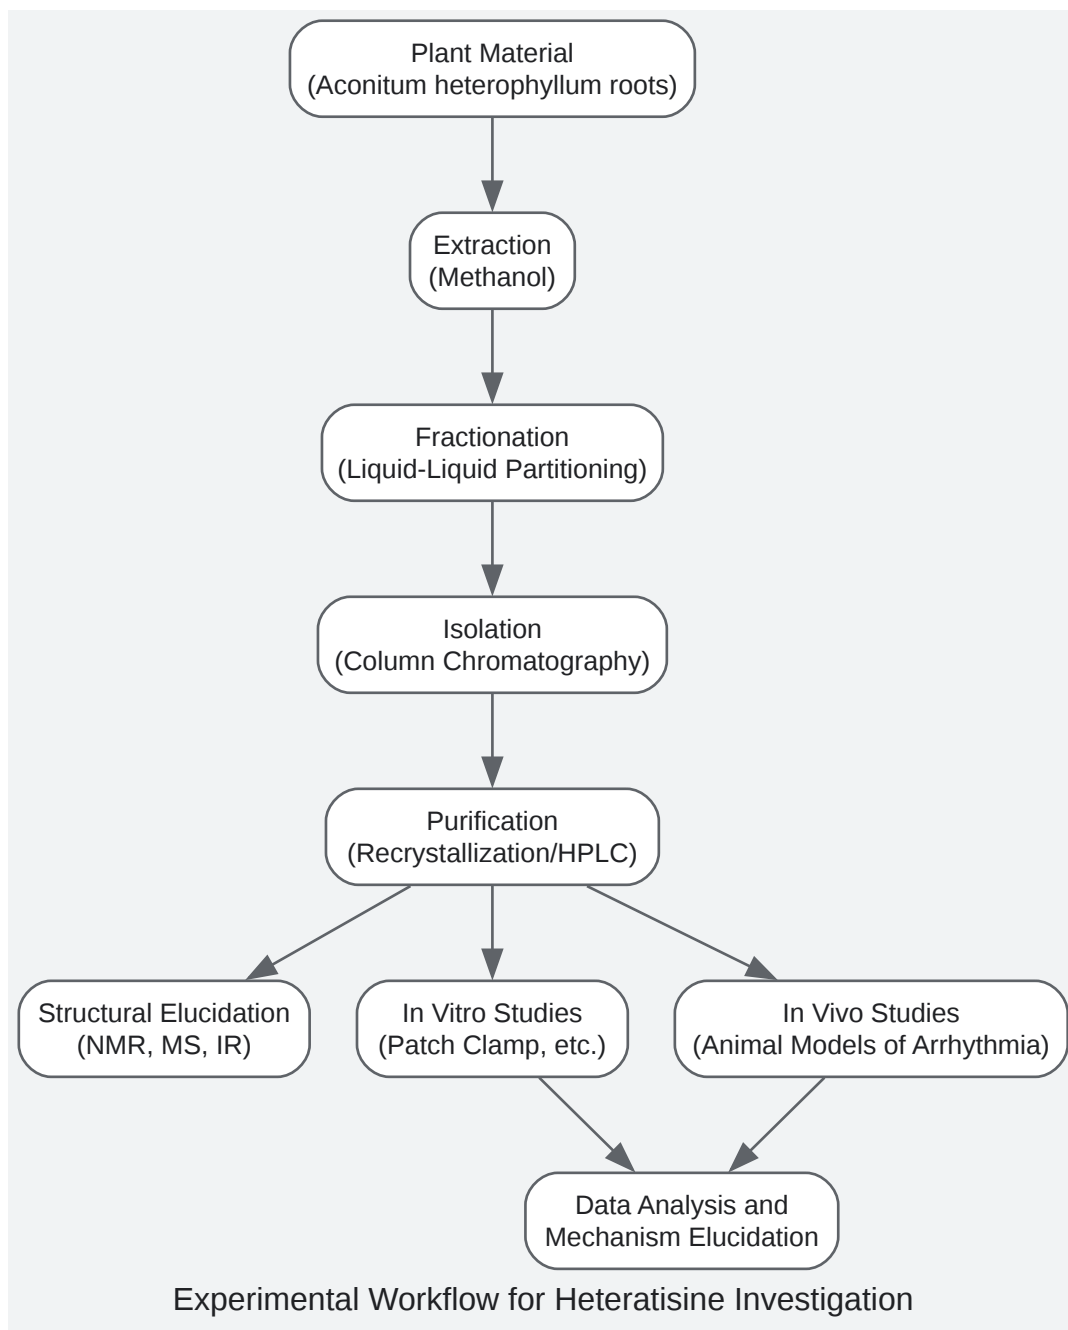 Plant Material
(Aconitum heterophyllum roots)
Extraction
(Methanol)
Fractionation
(Liquid-Liquid Partitioning)
Isolation
(Column Chromatography)
Purification
(Recrystallization/HPLC)
Structural Elucidation
(NMR, MS, IR)
In Vitro Studies
(Patch Clamp, etc.)
In Vivo Studies
(Animal Models of Arrhythmia)
Data Analysis and
Mechanism Elucidation
Experimental Workflow for Heteratisine Investigation